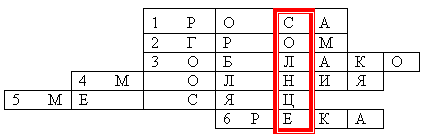 1 Р О С А
2 Г Р О М
3 О Б Л А К О
4 М О Л Н И Я
5 М Е С Я Ц
6 Р Е К А